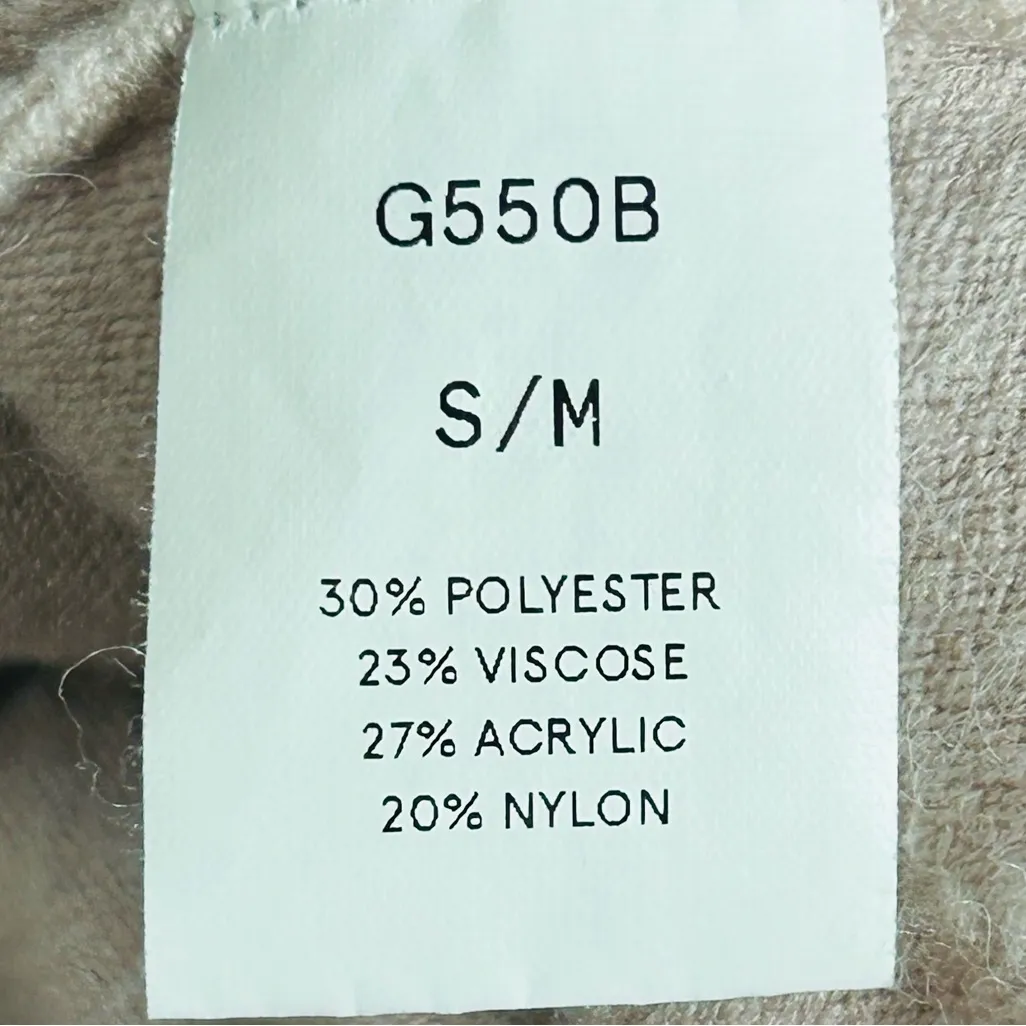 G550B
S/M
30% POLYESTER
23% VISCOSE
27% ACRYLIC
20% NYLON